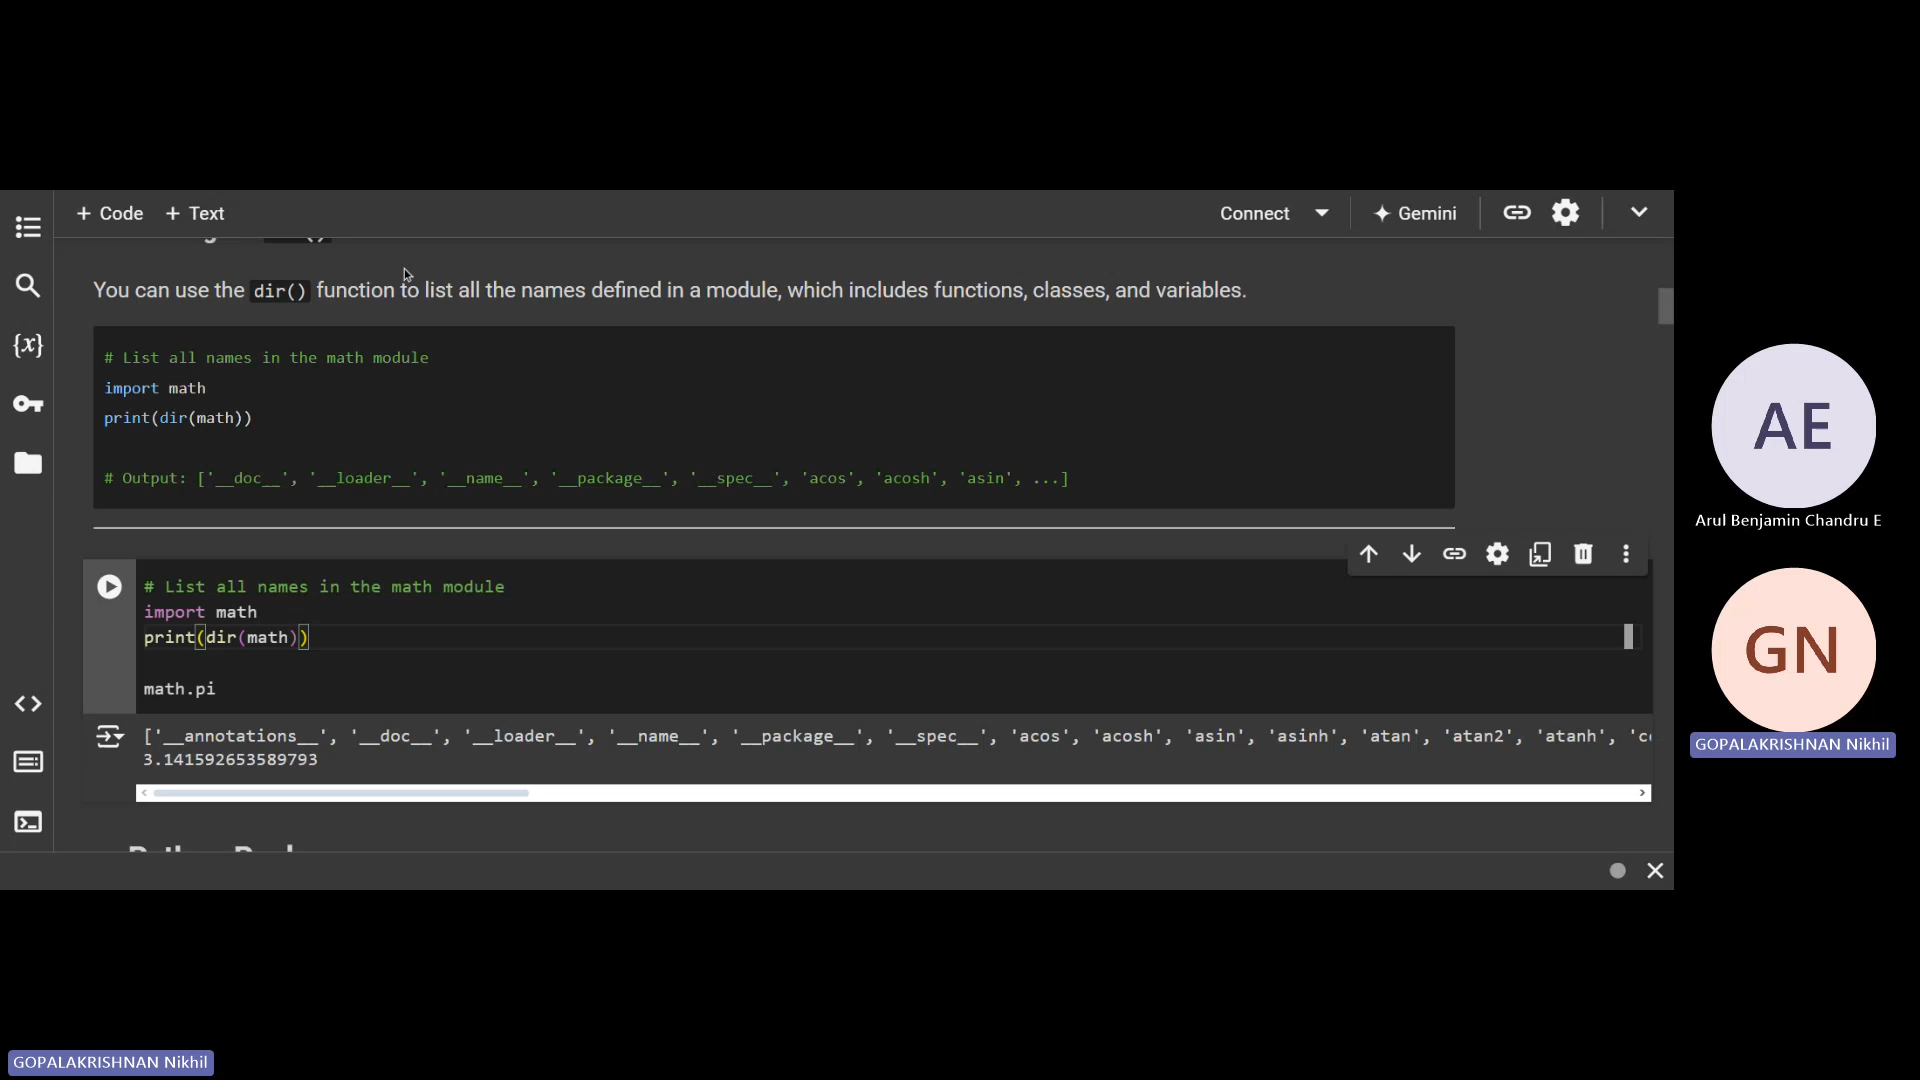 + Code + Text
Connect
Gemini
You can use the dir() function to list all the names defined in a module, which includes functions, classes, and variables.
# List all names in the math module
import math
print(dir(math))
# Output: ['__doc__', '__loader__', '__name__', '__package__', '__spec__', 'acos', 'acosh', 'asin', ...]
# List all names in the math module
import math
print(dir(math))
math.pi
['__annotations__', '__doc__', '__loader__', '__name__', '__package__', '__spec__', 'acos', 'acosh', 'asin', 'asinh', 'atan', 'atan2', 'atanh',
3.141592653589793
AE
Arul Benjamin Chandru E
GN
GOPALAKRISHNAN Nikhil
GOPALAKRISHNAN Nikhil